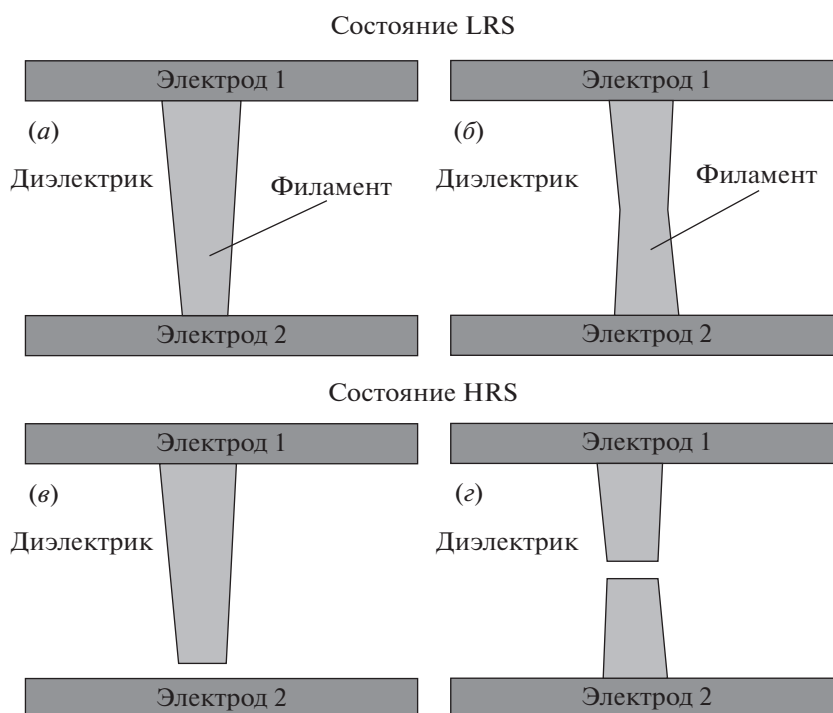 Состояние LRS
Электрод 1
Электрод 1
(а)
(б)
Диэлектрик
Филамент
Диэлектрик
Филамент
Электрод 2
Электрод 2
Состояние HRS
Электрод 1
Электрод 1
(в)
(г)
Диэлектрик
Диэлектрик
Электрод 2
Электрод 2